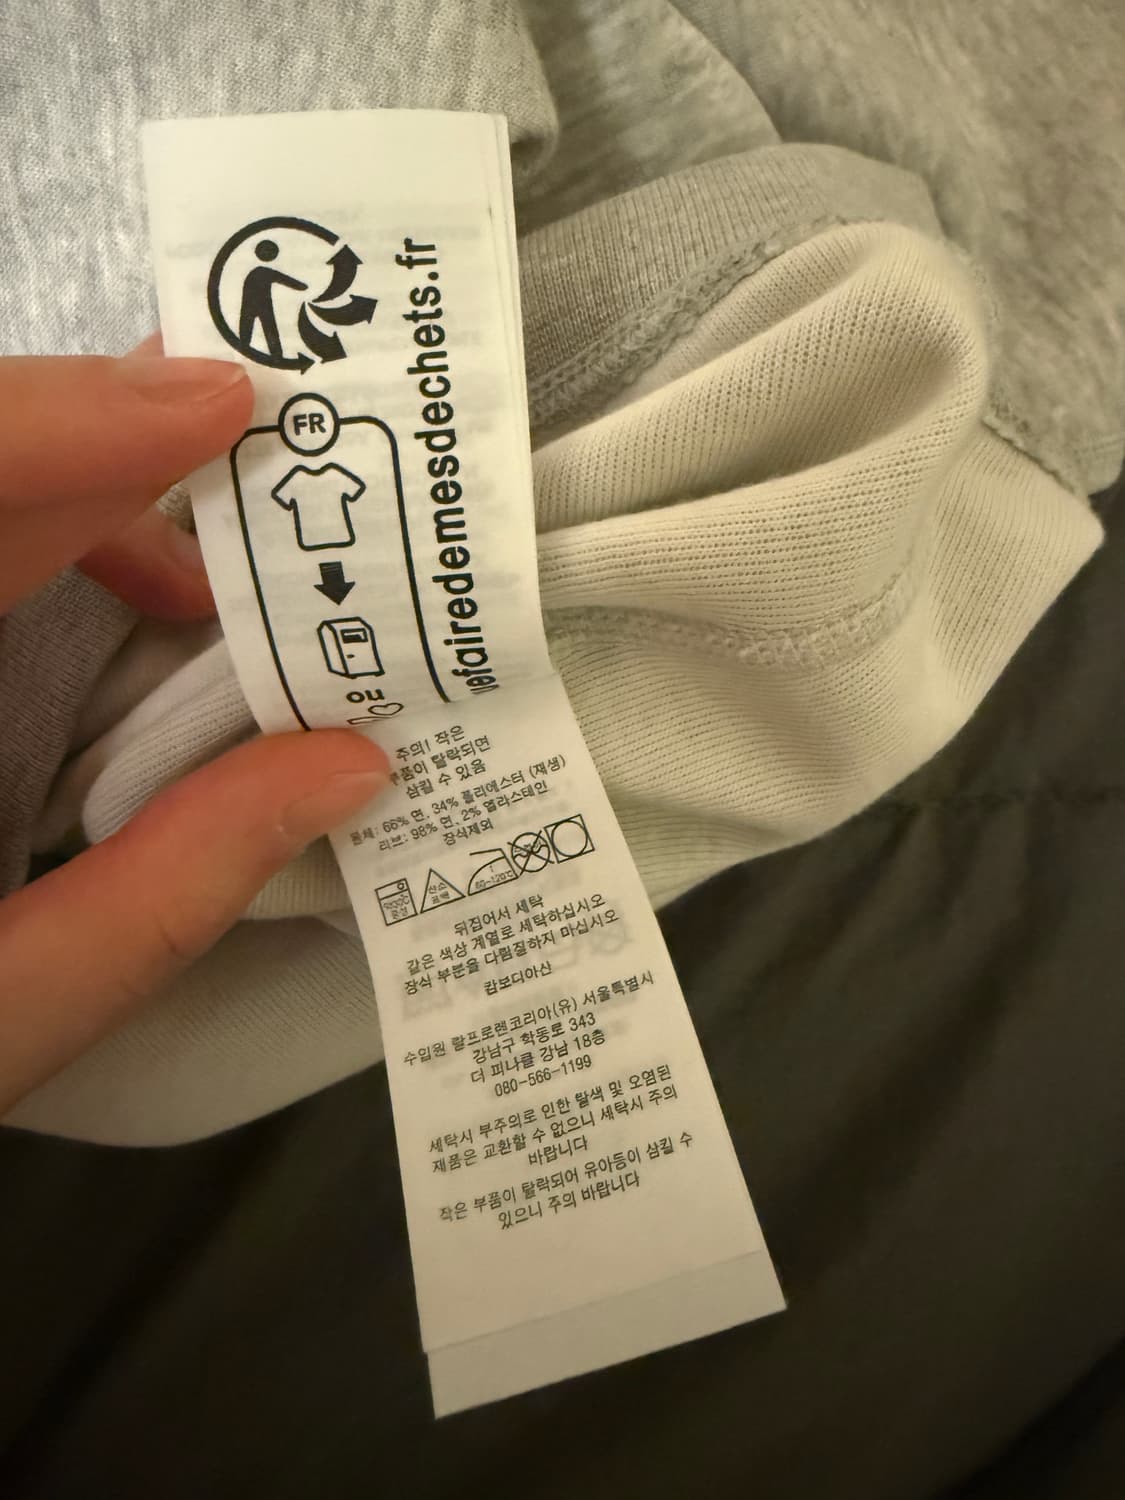 FR
ou
uefairedemesdechets.fr
주의! 작은
부품이 탈락되면
삼킬 수 있음
몸체: 66% 면, 34% 폴리에스터 (재생)
리브: 98% 면, 2% 엘라스테인
장식제외
산소
표백
80~120℃
뒤집어서 세탁
같은 색상 계열로 세탁하십시오
장식 부분을 다림질하지 마십시오
캄보디아산
수입원 랄프로렌코리아(유) 서울특별시
강남구 학동로 343
더 피나클 강남 18층
080-566-1199
세탁시 부주의로 인한 탈색 및 오염된
제품은 교환할 수 없으니 세탁시 주의
바랍니다
작은 부품이 탈락되어 유아등이 삼킬 수
있으니 주의 바랍니다